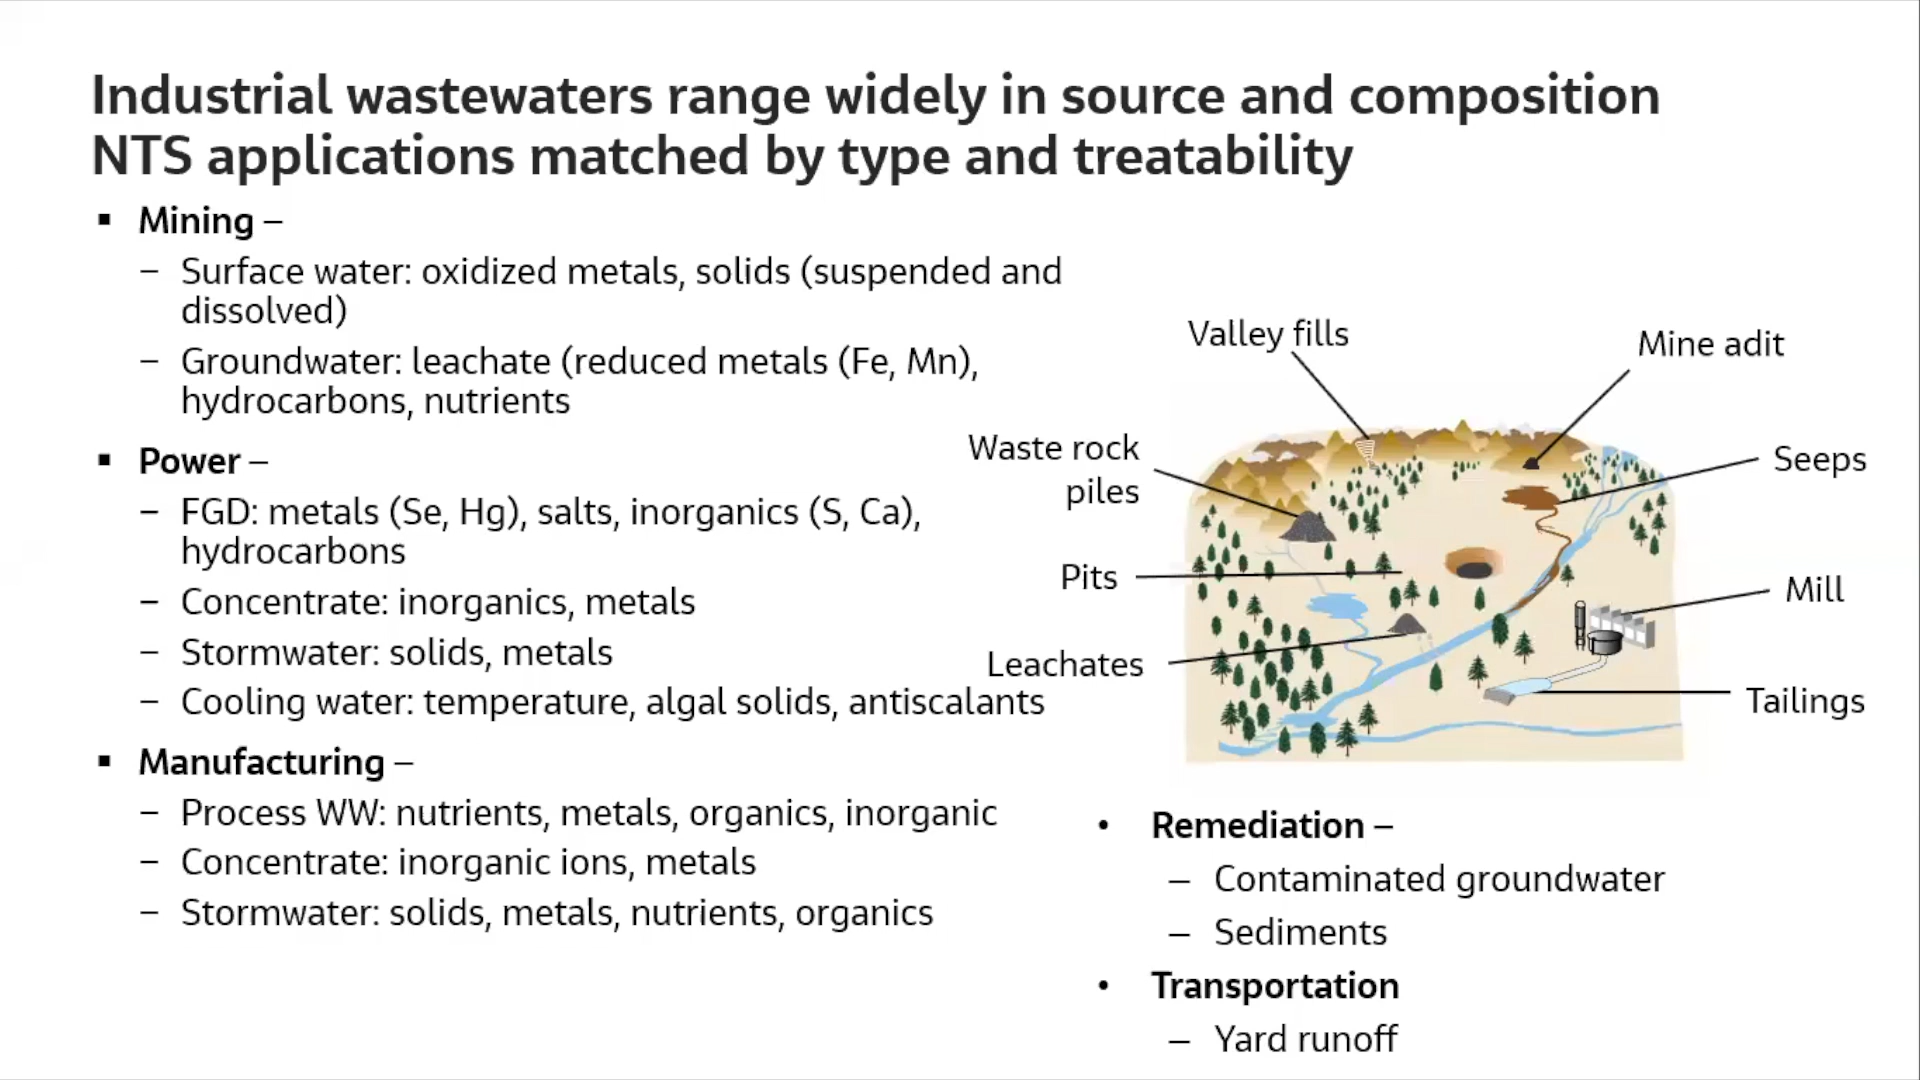 Industrial wastewaters range widely in source and composition
NTS applications matched by type and treatability
▪ Mining –
– Surface water: oxidized metals, solids (suspended and
dissolved)
– Groundwater: leachate (reduced metals (Fe, Mn),
hydrocarbons, nutrients
▪ Power –
– FGD: metals (Se, Hg), salts, inorganics (S, Ca),
hydrocarbons
– Concentrate: inorganics, metals
– Stormwater: solids, metals
– Cooling water: temperature, algal solids, antiscalants
▪ Manufacturing –
– Process WW: nutrients, metals, organics, inorganic
– Concentrate: inorganic ions, metals
– Stormwater: solids, metals, nutrients, organics
Valley fills
Mine adit
Waste rock
piles
Seeps
Pits
Mill
Leachates
Tailings
• Remediation –
– Contaminated groundwater
– Sediments
• Transportation
– Yard runoff